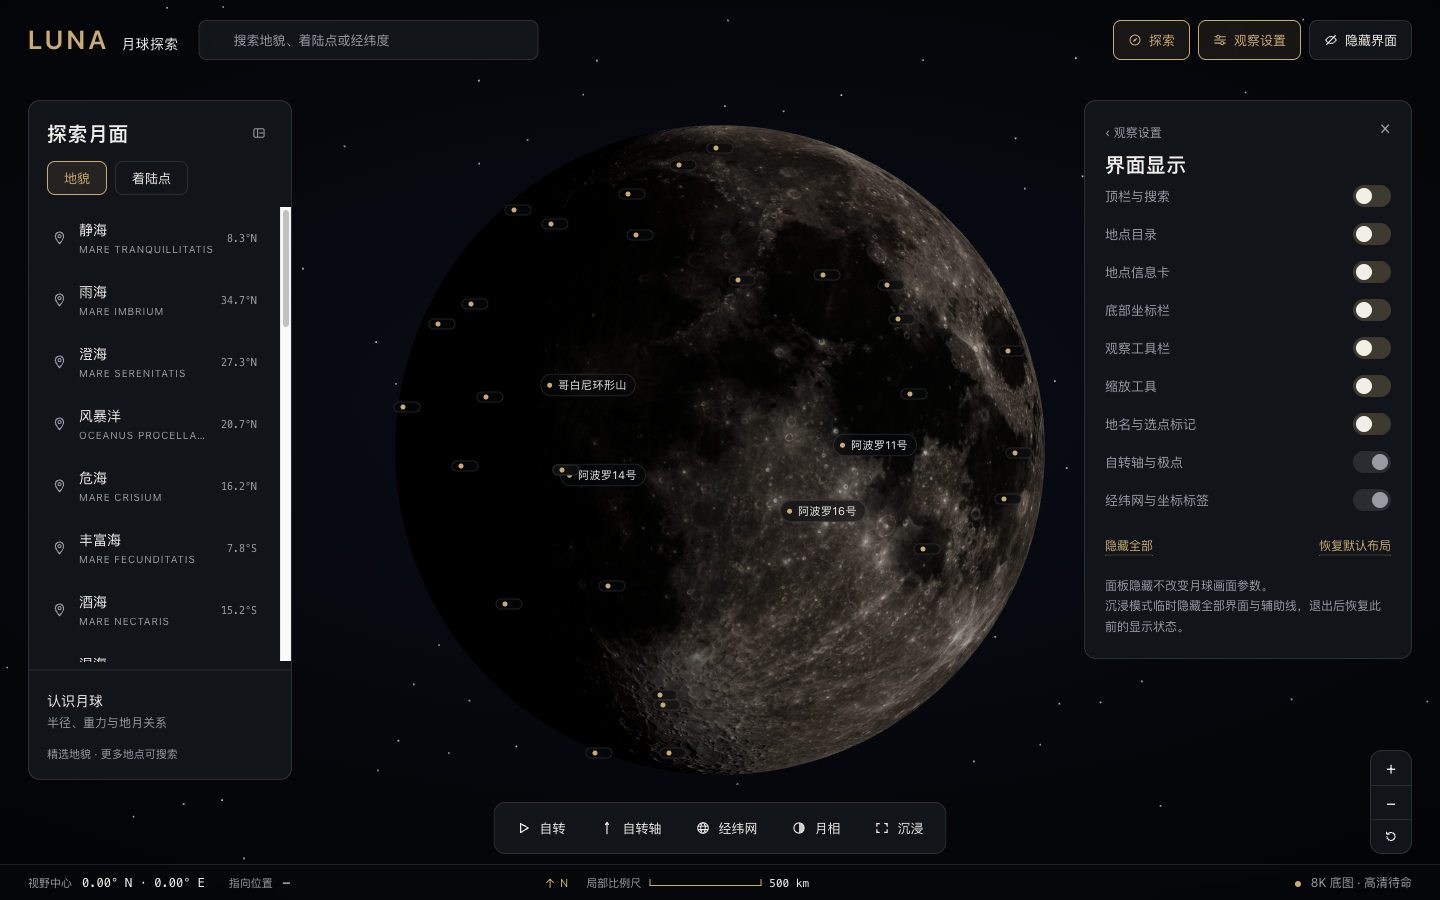 LUNA 月球探索
搜索地貌、着陆点或经纬度
探索
观察设置
隐藏界面
探索月面
地貌
着陆点
静海
MARE TRANQUILLITATIS
8.3°N
雨海
MARE IMBRIUM
34.7°N
澄海
MARE SERENITATIS
27.3°N
风暴洋
OCEANUS PROCELLA…
20.7°N
危海
MARE CRISIUM
16.2°N
丰富海
MARE FECUNDITATIS
7.8°S
酒海
MARE NECTARIS
15.2°S
认识月球
半径、重力与地月关系
精选地貌 · 更多地点可搜索
哥白尼环形山
阿波罗11号
阿波罗14号
阿波罗16号
‹ 观察设置
×
界面显示
顶栏与搜索
地点目录
地点信息卡
底部坐标栏
观察工具栏
缩放工具
地名与选点标记
自转轴与极点
经纬网与坐标标签
隐藏全部
恢复默认布局
面板隐藏不改变月球画面参数。
沉浸模式临时隐藏全部界面与辅助线，退出后恢复此
前的显示状态。
+
−
自转
自转轴
经纬网
月相
沉浸
视野中心 0.00° N · 0.00° E 指向位置 —
↑ N 局部比例尺 500 km
8K 底图 · 高清待命